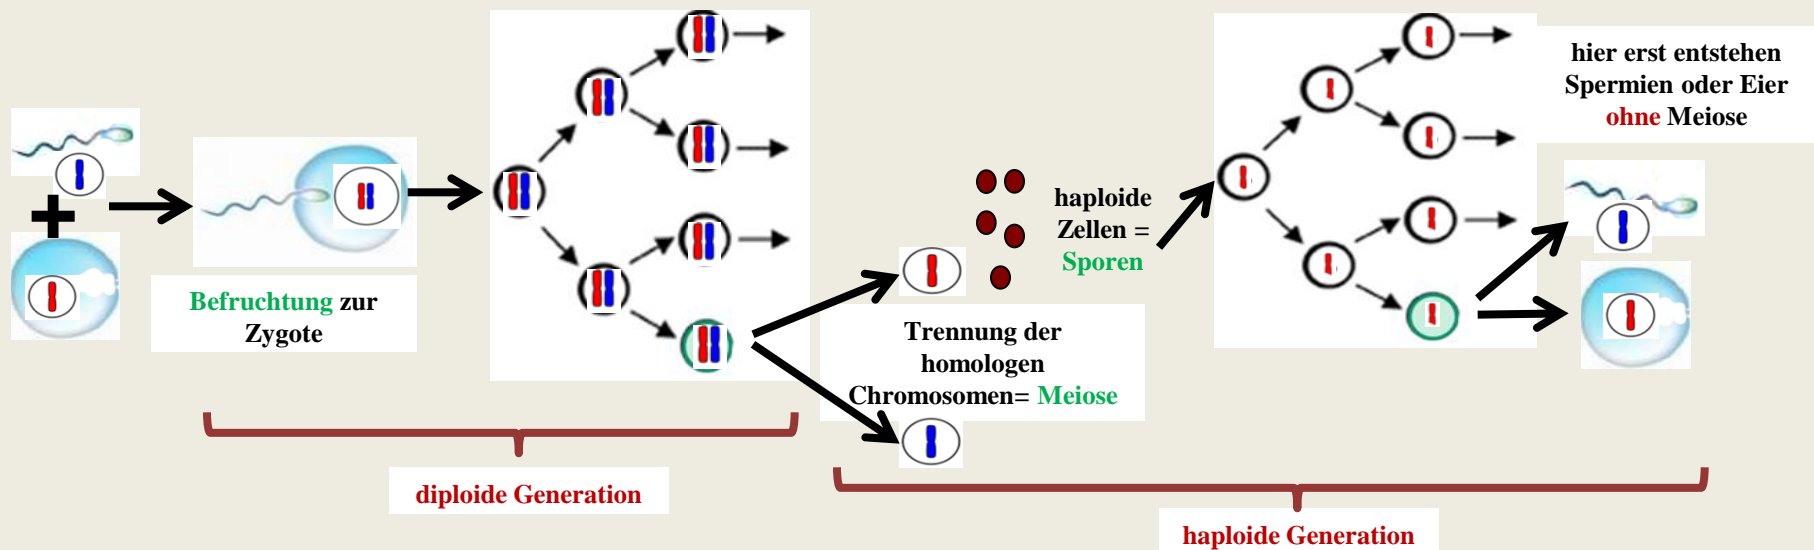 Befruchtung zur
Zygote
diploide Generation
Trennung der
homologen
Chromosomen= Meiose
haploide
Zellen =
Sporen
hier erst entstehen
Spermien oder Eier
ohne Meiose
haploide Generation